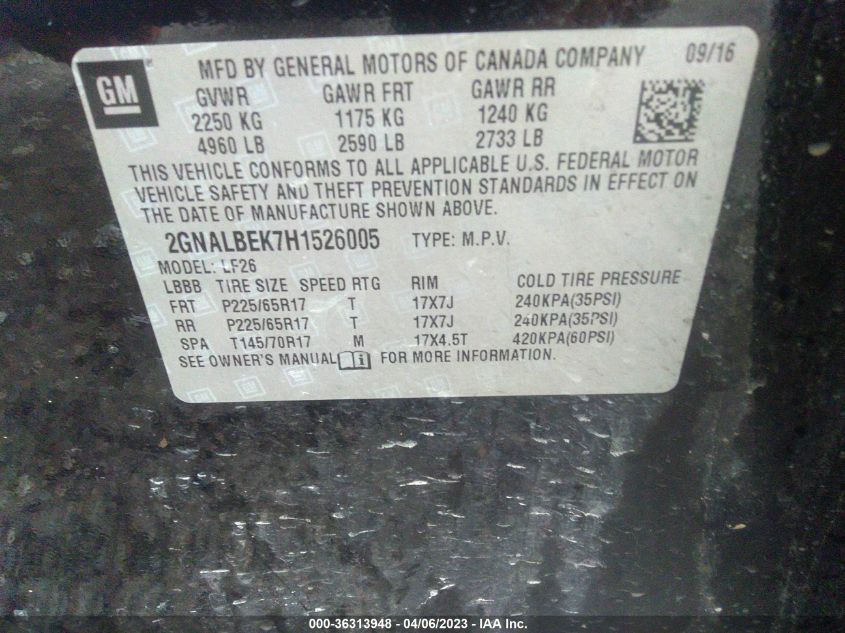 GM
MFD BY GENERAL MOTORS OF CANADA COMPANY 09/16
GVWR GAWR FRT GAWR RR
2250 KG 1175 KG 1240 KG
4960 LB 2590 LB 2733 LB
THIS VEHICLE CONFORMS TO ALL APPLICABLE U.S. FEDERAL MOTOR
VEHICLE SAFETY AND THEFT PREVENTION STANDARDS IN EFFECT ON
THE DATE OF MANUFACTURE SHOWN ABOVE.
2GNALBEK7H1526005 TYPE: M.P.V.
MODEL: LF26
LBBB TIRE SIZE SPEED RTG RIM COLD TIRE PRESSURE
FRT P225/65R17 T 17X7J 240KPA(35PSI)
RR P225/65R17 T 17X7J 240KPA(35PSI)
SPA T145/70R17 M 17X4.5T 420KPA(60PSI)
SEE OWNER'S MANUAL FOR MORE INFORMATION.
000-36313948 - 04/06/2023 - IAA Inc.